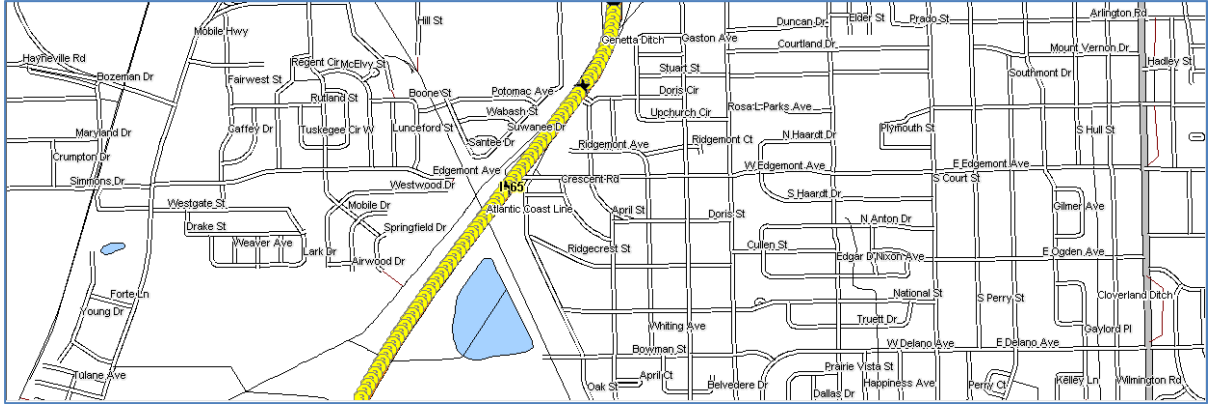 Hill St
Duncan Dr
Elder St
Prado St
Arlington Rd
Mobile Hwy
Genetta Ditch
Gaston Ave
Courtland Dr
Mount Vernon Dr
Hayneville Rd
Bozeman Dr
Regent Cir
McElvy St
Hadley St
Fairwest St
Stuart St
Southmont Dr
Rutland St
Boone St
Potomac Ave
Doris Cir
Wabash St
Rosa L Parks Ave
Upchurch Cir
Maryland Dr
Caffey Dr
Tuskegee Cir W
Lunceford St
Suwanee Dr
Plymouth St
S Hull St
Santee Dr
Ridgemont Ave
Ridgemont Ct
N Haardt Dr
Crumpton Dr
Edgemont Ave
W Edgemont Ave
E Edgemont Ave
Simmons Dr
Westwood Dr
I-65
Crescent Rd
S Court St
S Haardt Dr
Westgate St
Mobile Dr
Atlantic Coast Line
April St
Doris St
Gilmer Ave
Drake St
Springfield Dr
N Anton Dr
Weaver Ave
Lark Dr
Ridgecrest St
Cullen St
Edgar D Nixon Ave
E Ogden Ave
Airwood Dr
Forte Ln
National St
S Perry St
Cloverland Ditch
Young Dr
Whiting Ave
Truett Dr
Gaylord Pl
Bowman St
W Delano Ave
E Delano Ave
Tulane Ave
April Ct
Prairie Vista St
Oak St
Belvedere Dr
Happiness Ave
Perry Ct
Kelley Ln
Wilmington Rd
Dallas Dr